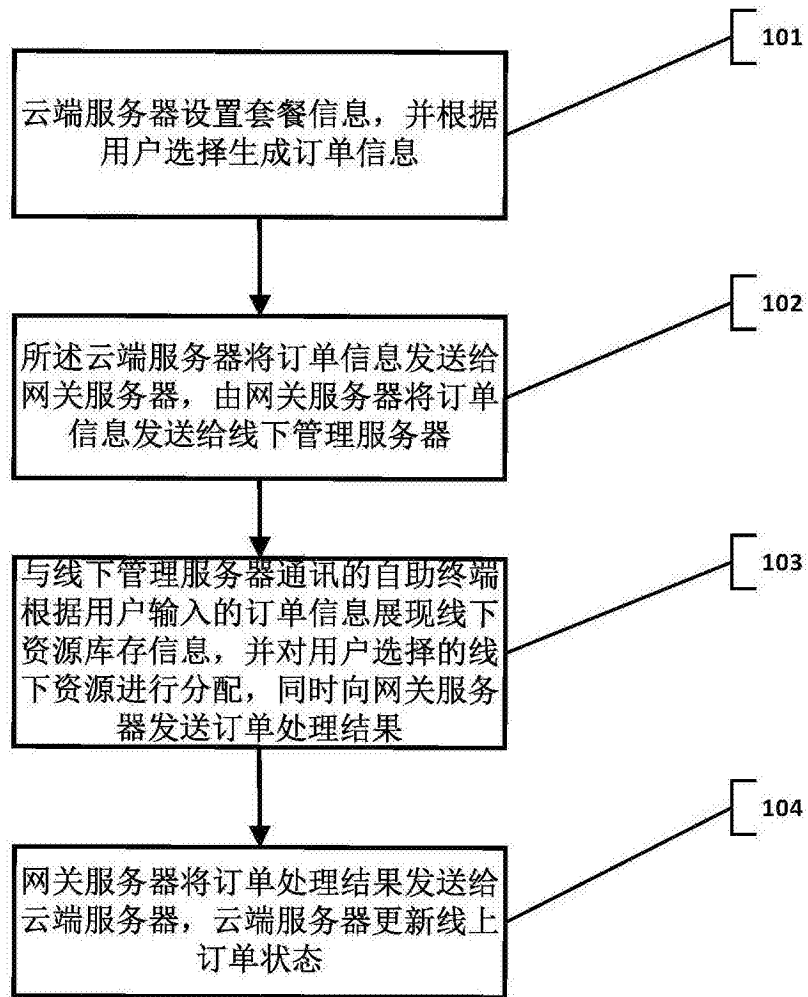 101
云端服务器设置套餐信息，并根据
用户选择生成订单信息
102
所述云端服务器将订单信息发送给
网关服务器，由网关服务器将订单
信息发送给线下管理服务器
103
与线下管理服务器通讯的自助终端
根据用户输入的订单信息展现线下
资源库存信息，并对用户选择的线
下资源进行分配，同时向网关服务
器发送订单处理结果
104
网关服务器将订单处理结果发送给
云端服务器，云端服务器更新线上
订单状态